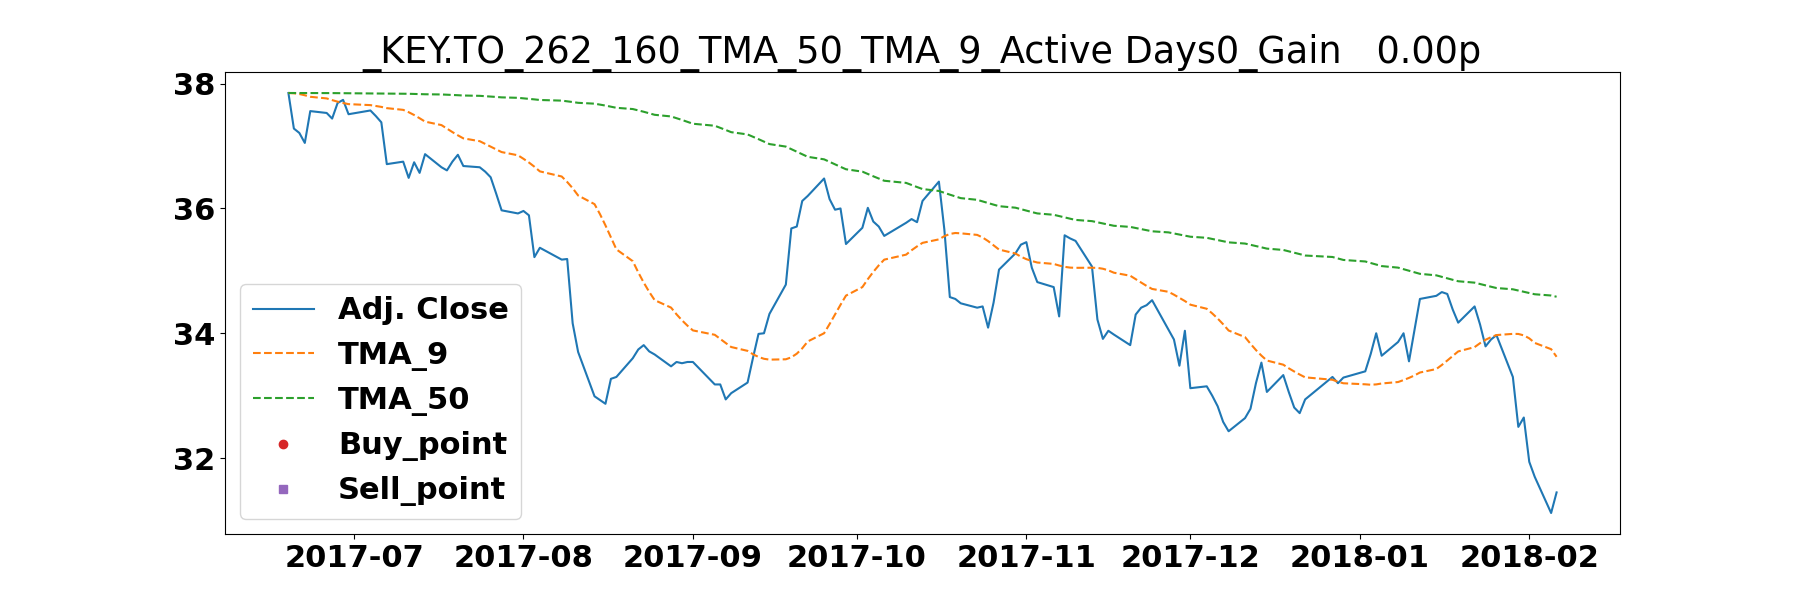 _KEY.TO_262_160_TMA_50_TMA_9_Active Days0_Gain   0.00p
38
36
34
32
Adj. Close
TMA_9
TMA_50
Buy_point
Sell_point
2017-07 2017-08 2017-09 2017-10 2017-11 2017-12 2018-01 2018-02